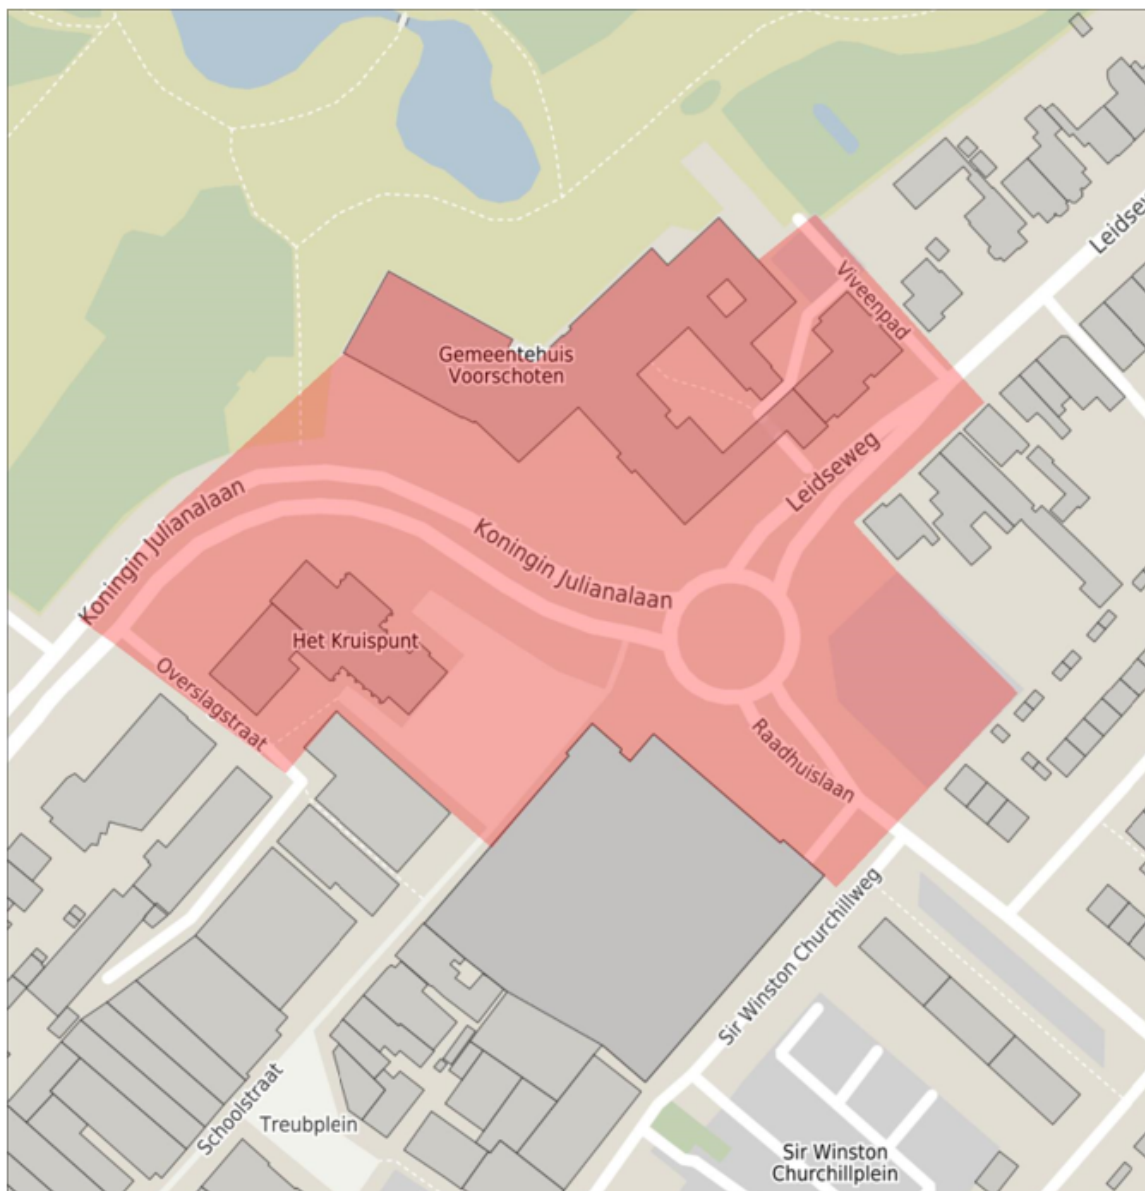 Leidsew
Viveenpad
Gemeentehuis
Voorschoten
Leidseweg
Koningin Julianalaan
Koningin Julianalaan
Het Kruispunt
Overslagstraat
Raadhuislaan
Sir Winston Churchillweg
Schoolstraat
Treubplein
Sir Winston
Churchillplein